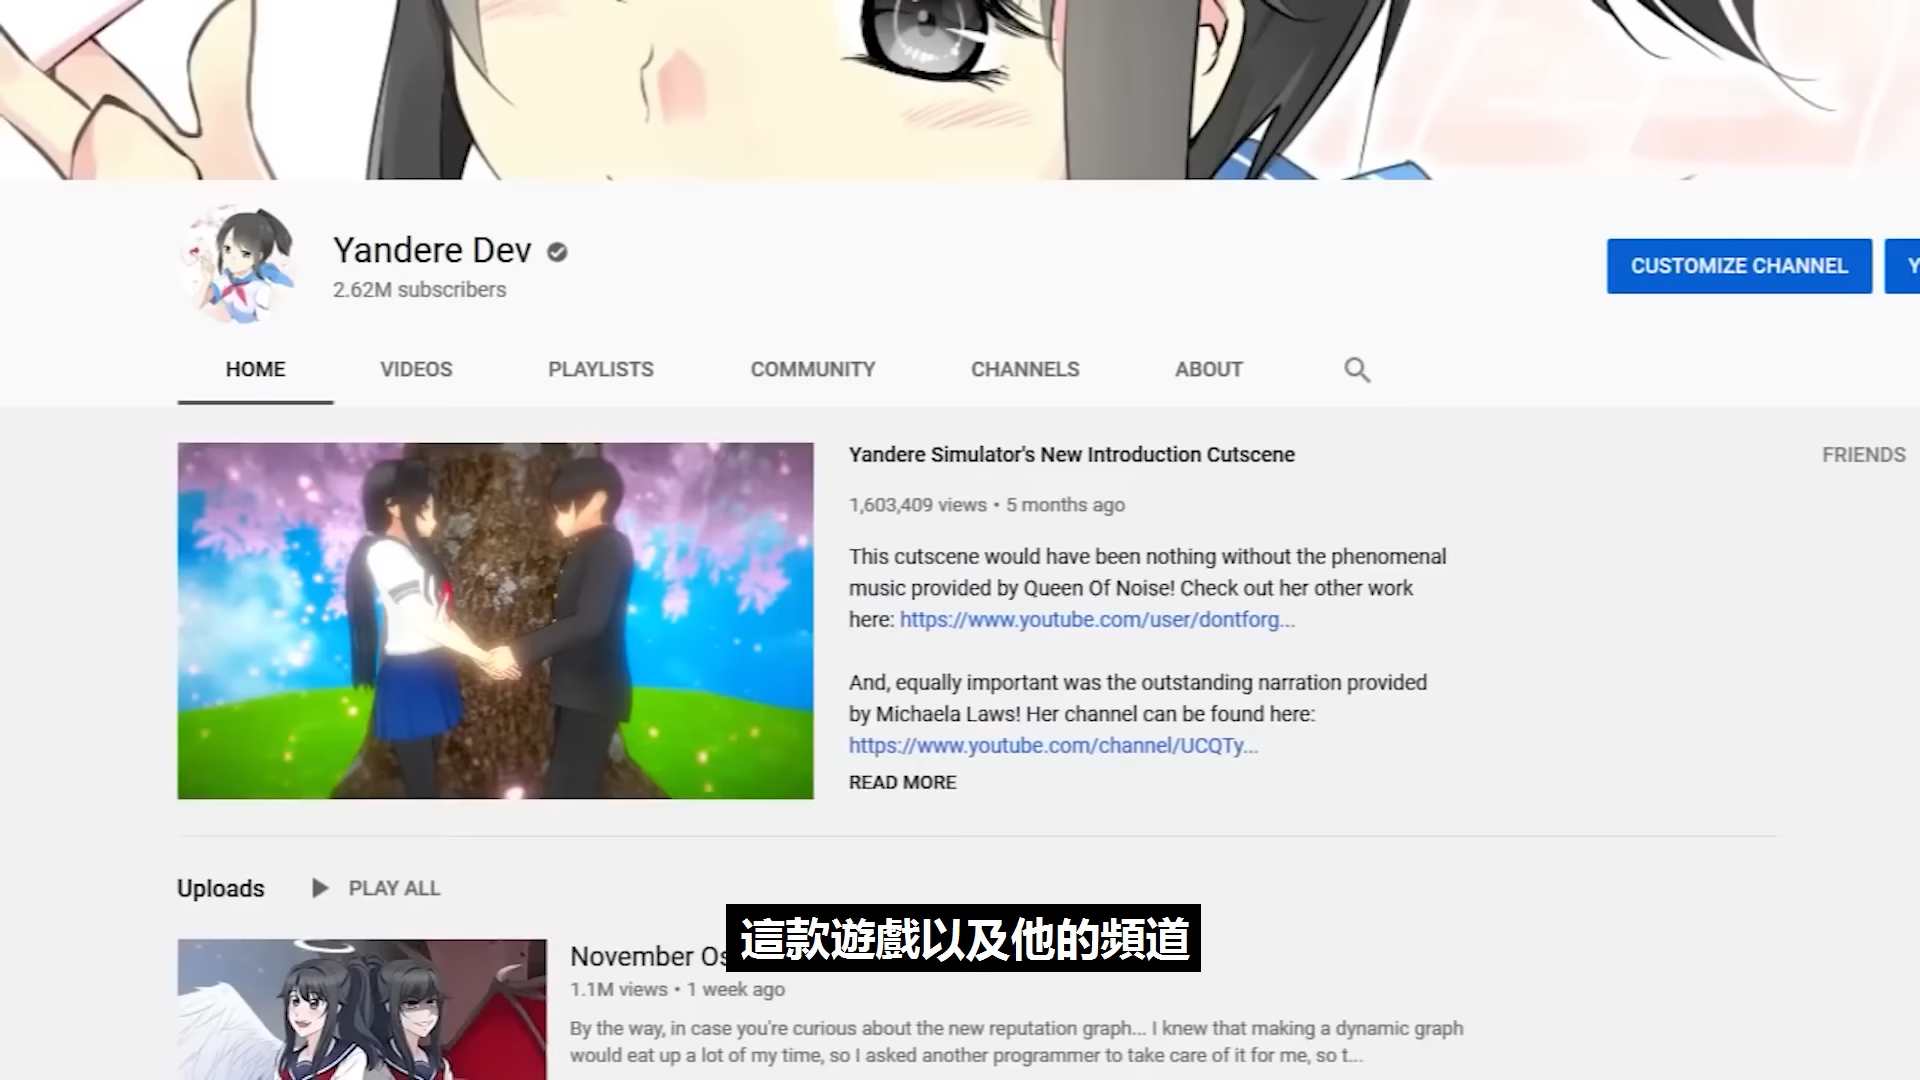 Yandere Dev
2.62M subscribers
CUSTOMIZE CHANNEL
HOME
VIDEOS
PLAYLISTS
COMMUNITY
CHANNELS
ABOUT
Yandere Simulator's New Introduction Cutscene
FRIENDS
1,603,409 views • 5 months ago
This cutscene would have been nothing without the phenomenal
music provided by Queen Of Noise! Check out her other work
here: https://www.youtube.com/user/dontforg...
And, equally important was the outstanding narration provided
by Michaela Laws! Her channel can be found here:
https://www.youtube.com/channel/UCQTy...
READ MORE
Uploads
PLAY ALL
November
這款遊戲以及他的頻道
1.1M views • 1 week ago
By the way, in case you're curious about the new reputation graph... I knew that making a dynamic graph
would eat up a lot of my time, so I asked another programmer to take care of it for me, so t...